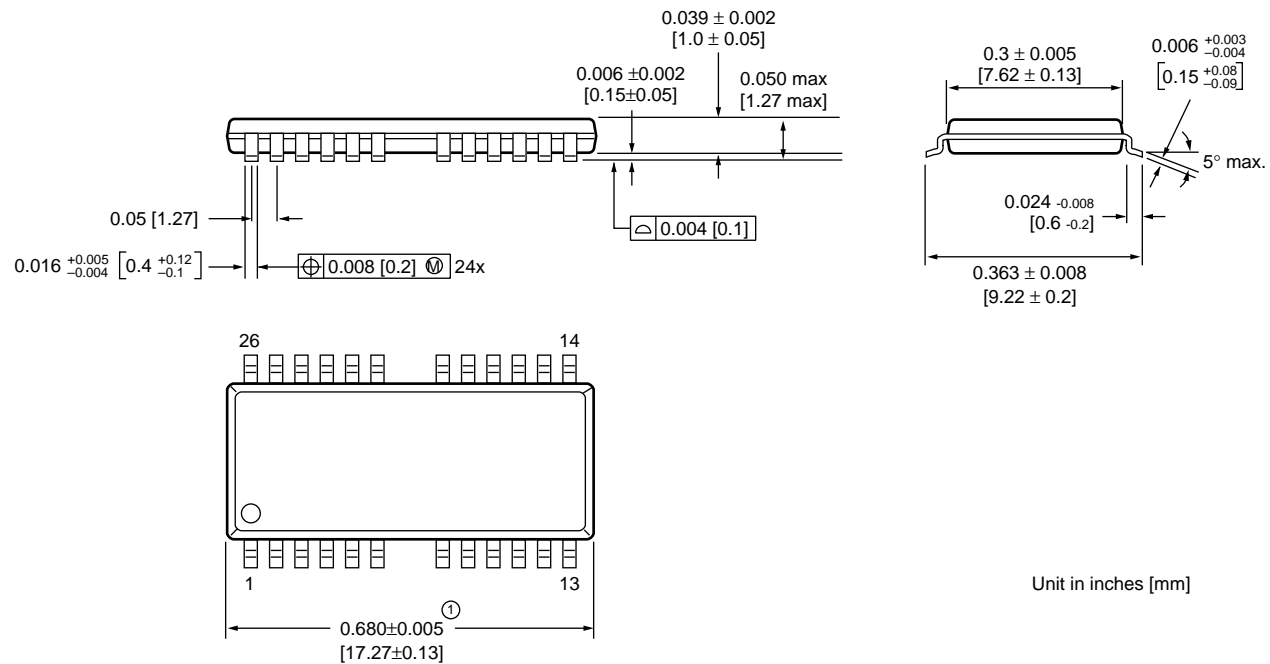 0.039 ± 0.002
[1.0 ± 0.05]
0.006 ±0.002
[0.15±0.05]
0.050 max
[1.27 max]
0.3 ± 0.005
[7.62 ± 0.13]
0.006 +0.003 –0.004
[0.15 +0.08 –0.09]
5° max.
0.05 [1.27]
0.024 -0.008
[0.6 -0.2]
0.004 [0.1]
0.016 +0.005 –0.004 [0.4 +0.12 –0.1]
0.008 [0.2] Ⓜ 24x
0.363 ± 0.008
[9.22 ± 0.2]
26 14
1 13
Unit in inches [mm]
①
0.680±0.005
[17.27±0.13]